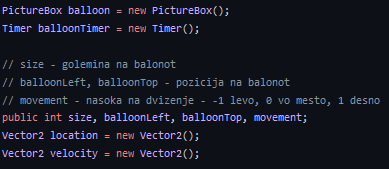 PictureBox balloon = new PictureBox();
Timer balloonTimer = new Timer();
// size - golemina na balonot
// balloonLeft, balloonTop - pozicija na balonot
// movement - nasoka na dvizenje - -1 levo, 0 vo mesto, 1 desno
public int size, balloonLeft, balloonTop, movement;
Vector2 location = new Vector2();
Vector2 velocity = new Vector2();